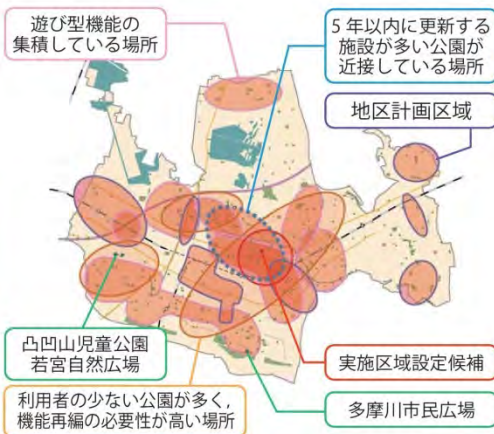 遊び型機能の
集積している場所
5年以内に更新する
施設が多い公園が
近接している場所
地区計画区域
凸凹山児童公園
若宮自然広場
実施区域設定候補
利用者の少ない公園が多く,
機能再編の必要性が高い場所
多摩川市民広場